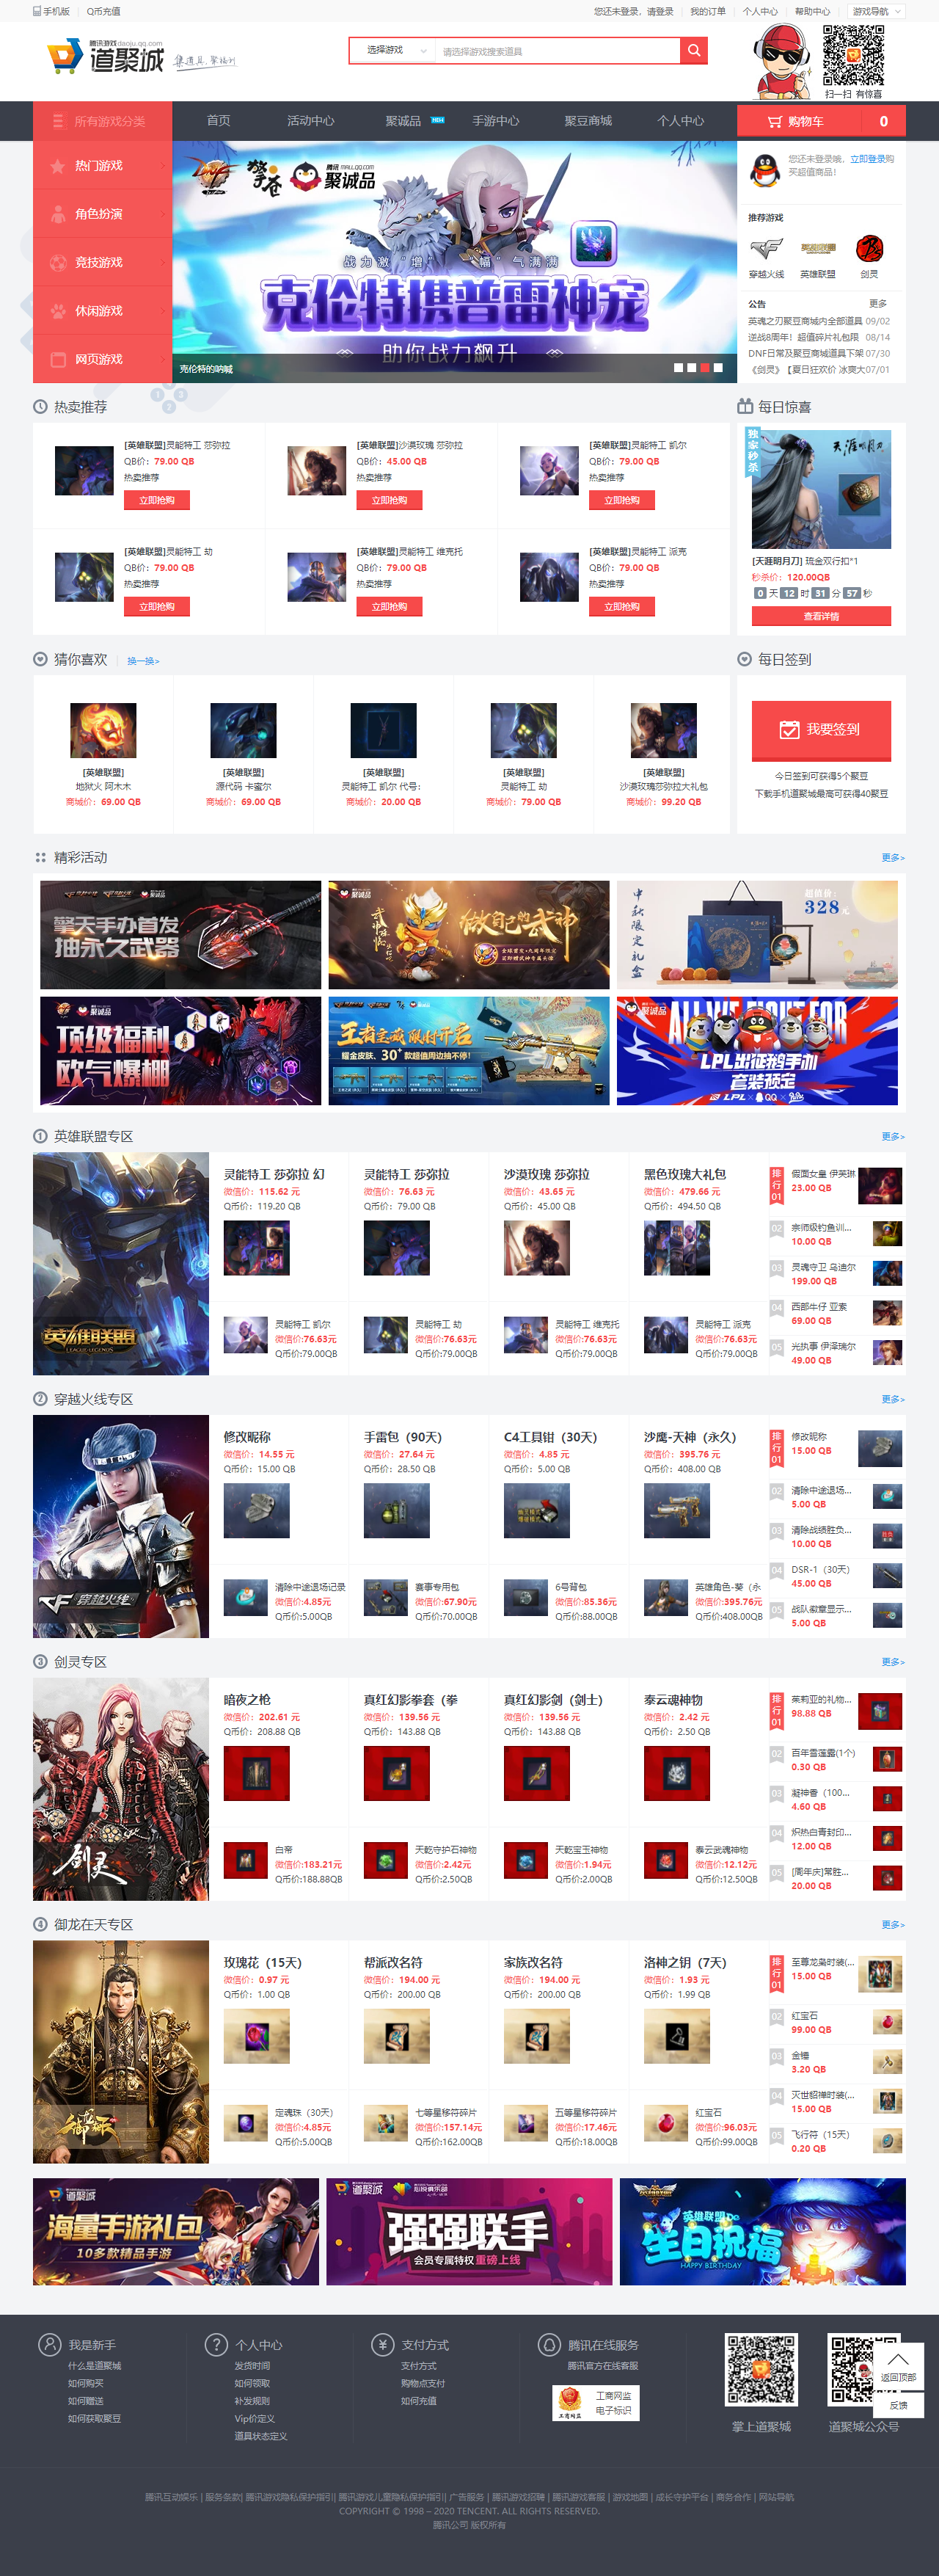 手机版 | Q币充值
您还未登录，请登录 | 我的订单 | 个人中心 | 帮助中心 | 游戏导航
腾讯游戏 daoju.qq.com
道聚城
集道具，聚福州
选择游戏
请选择游戏搜索道具
扫一扫 有惊喜
所有游戏分类
首页
活动中心
聚诚品
手游中心
聚豆商城
个人中心
购物车 0
热门游戏
角色扮演
竞技游戏
休闲游戏
网页游戏
腾讯 MALL.QQ.COM
聚诚品
战力激"增" "幅"气满满
克伦特携普雷神宠
助你战力飙升
克伦特的呐喊
您还未登录哦，立即登录购
买超值商品！
推荐游戏
穿越火线 英雄联盟 剑灵
公告 更多
英魂之刃聚豆商城内全部道具 09/02
逆战8周年！超值碎片礼包限 08/14
DNF日常及聚豆商城道具下架 07/30
《剑灵》【夏日狂欢价 冰爽大 07/01
热卖推荐
[英雄联盟]灵能特工 莎弥拉
QB价：79.00 QB
热卖推荐
立即抢购
[英雄联盟]沙漠玫瑰 莎弥拉
QB价：45.00 QB
热卖推荐
立即抢购
[英雄联盟]灵能特工 凯尔
QB价：79.00 QB
热卖推荐
立即抢购
[英雄联盟]灵能特工 劫
QB价：79.00 QB
热卖推荐
立即抢购
[英雄联盟]灵能特工 维克托
QB价：79.00 QB
热卖推荐
立即抢购
[英雄联盟]灵能特工 派克
QB价：79.00 QB
热卖推荐
立即抢购
每日惊喜
独家秒杀
天涯明月刀
[天涯明月刀] 琉金双行扣*1
秒杀价：120.00QB
0 天 12 时 31 分 57 秒
查看详情
猜你喜欢 | 换一换>
[英雄联盟]
地狱火 阿木木
商城价：69.00 QB
[英雄联盟]
源代码 卡蜜尔
商城价：69.00 QB
[英雄联盟]
灵能特工 凯尔 代号：
商城价：20.00 QB
[英雄联盟]
灵能特工 劫
商城价：79.00 QB
[英雄联盟]
沙漠玫瑰莎弥拉大礼包
商城价：99.20 QB
每日签到
我要签到
今日签到可获得5个聚豆
下载手机道聚城最高可获得40聚豆
精彩活动 更多>
聚诚品
擎天手办首发
抽永久武器
聚诚品
做自己的武神
全球首发·九周年限定
买即赠武神专属头像
中秋限定礼盒
超值价：
328元
聚诚品
顶级福利
欧气爆棚
聚诚品
王者宝藏 限时开启
耀金皮肤、30+款超值周边抽不停！
聚诚品
ALL WE FIGHT FOR
LPL出征鹅手办
套装预定
LPL × QQ ×
1 英雄联盟专区 更多>
英雄联盟
LEAGUE LEGENDS
灵能特工 莎弥拉 幻
微信价：115.62 元
Q币价：119.20 QB
灵能特工 莎弥拉
微信价：76.63 元
Q币价：79.00 QB
沙漠玫瑰 莎弥拉
微信价：43.65 元
Q币价：45.00 QB
黑色玫瑰大礼包
微信价：479.66 元
Q币价：494.50 QB
灵能特工 凯尔
微信价:76.63元
Q币价:79.00QB
灵能特工 劫
微信价:76.63元
Q币价:79.00QB
灵能特工 维克托
微信价:76.63元
Q币价:79.00QB
灵能特工 派克
微信价:76.63元
Q币价:79.00QB
排行 01 假面女皇 伊芙琳
23.00 QB
02 宗师级钓鱼训...
10.00 QB
03 灵魂守卫 乌迪尔
199.00 QB
04 西部牛仔 亚索
69.00 QB
05 光执事 伊泽瑞尔
49.00 QB
2 穿越火线专区 更多>
CF 穿越火线
修改昵称
微信价：14.55 元
Q币价：15.00 QB
手雷包（90天）
微信价：27.64 元
Q币价：28.50 QB
C4工具钳（30天）
微信价：4.85 元
Q币价：5.00 QB
沙鹰-天神（永久）
微信价：395.76 元
Q币价：408.00 QB
清除中途退场记录
微信价:4.85元
Q币价:5.00QB
赛事专用包
微信价:67.90元
Q币价:70.00QB
6号背包
微信价:85.36元
Q币价:88.00QB
英雄角色-葵（永
微信价:395.76元
Q币价:408.00QB
排行 01 修改昵称
15.00 QB
02 清除中途退场...
5.00 QB
03 清除战绩胜负...
10.00 QB
04 DSR-1（30天）
45.00 QB
05 战队徽章显示...
5.00 QB
3 剑灵专区 更多>
剑灵
暗夜之枪
微信价：202.61 元
Q币价：208.88 QB
真红幻影拳套（拳
微信价：139.56 元
Q币价：143.88 QB
真红幻影剑（剑士）
微信价：139.56 元
Q币价：143.88 QB
泰云魂神物
微信价：2.42 元
Q币价：2.50 QB
白帝
微信价:183.21元
Q币价:188.88QB
天乾守护石神物
微信价:2.42元
Q币价:2.50QB
天乾宝玉神物
微信价:1.94元
Q币价:2.00QB
泰云武魂神物
微信价:12.12元
Q币价:12.50QB
排行 01 茱莉亚的礼物...
98.88 QB
02 百年雪莲露(1个)
0.30 QB
03 凝神香（100...
4.60 QB
04 炽热白青封印...
12.00 QB
05 [周年庆]常胜...
20.00 QB
4 御龙在天专区 更多>
玫瑰花（15天）
微信价：0.97 元
Q币价：1.00 QB
帮派改名符
微信价：194.00 元
Q币价：200.00 QB
家族改名符
微信价：194.00 元
Q币价：200.00 QB
洛神之钥（7天）
微信价：1.93 元
Q币价：1.99 QB
定魂珠（30天）
微信价:4.85元
Q币价:5.00QB
七等星移符碎片
微信价:157.14元
Q币价:162.00QB
五等星移符碎片
微信价:17.46元
Q币价:18.00QB
红宝石
微信价:96.03元
Q币价:99.00QB
排行 01 至尊龙枭时装(...
15.00 QB
02 红宝石
99.00 QB
03 金锤
3.20 QB
04 灭世貂禅时装(...
15.00 QB
05 飞行符（15天）
0.20 QB
道聚城
海量手游礼包
10多款精品手游
道聚城 心悦俱乐部
强强联手
会员专属特权 重磅上线
英雄联盟
生日祝福
HAPPY BIRTHDAY
我是新手
什么是道聚城
如何购买
如何赠送
如何获取聚豆
个人中心
发货时间
如何领取
补发规则
Vip价定义
道具状态定义
支付方式
支付方式
购物点支付
如何充值
腾讯在线服务
腾讯官方在线客服
工商网监
电子标识
掌上道聚城
道聚城公众号
返回顶部
反馈
腾讯互动娱乐 | 服务条款| 腾讯游戏隐私保护指引| 腾讯游戏儿童隐私保护指引| 广告服务 | 腾讯游戏招聘 | 腾讯游戏客服 | 游戏地图 | 成长守护平台 | 商务合作 | 网站导航
COPYRIGHT © 1998 – 2020 TENCENT. ALL RIGHTS RESERVED.
腾讯公司 版权所有